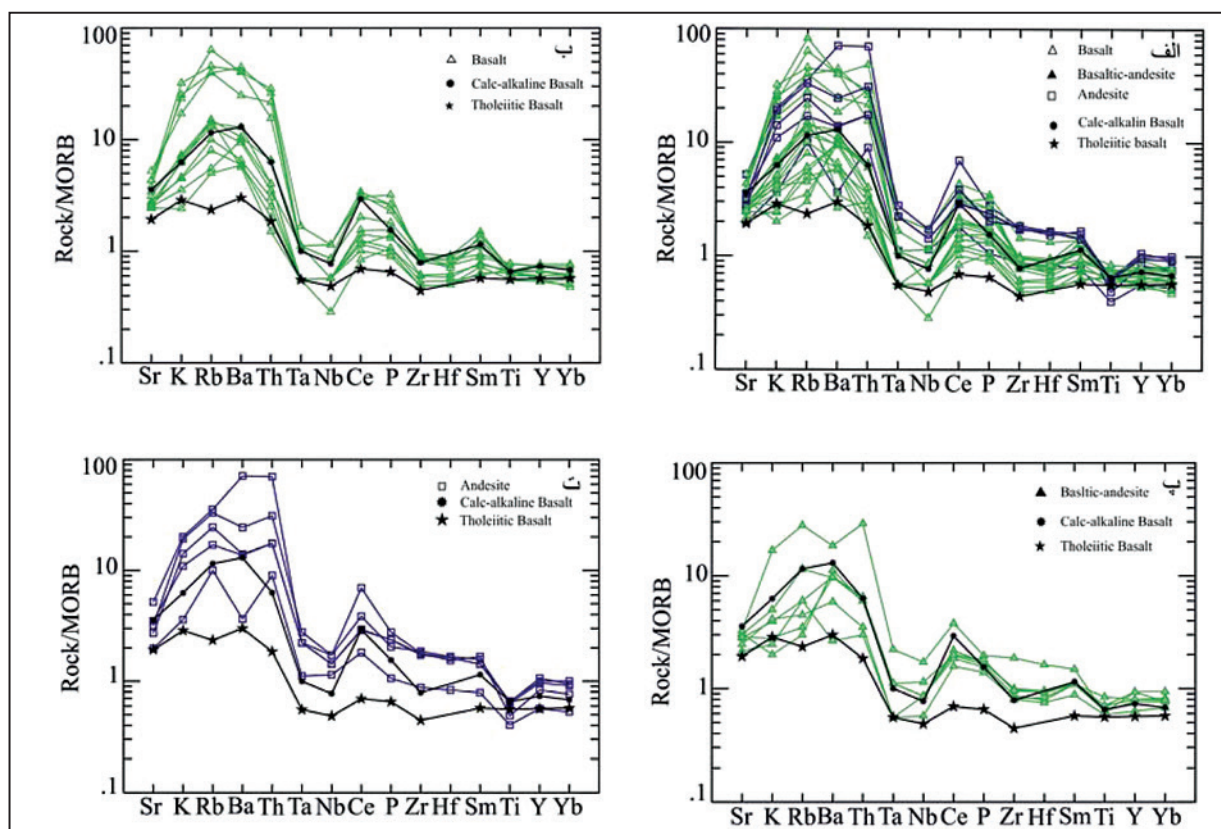 100
10
1
.1
Rock/MORB
Basalt
Calc-alkaline Basalt
Tholeiitic Basalt
Sr K Rb Ba Th Ta Nb Ce P Zr Hf Sm Ti Y Yb
الف
100
10
1
.1
Rock/MORB
Basalt
Basaltic-andesite
Andesite
Calc-alkalin Basalt
Tholeiitic basalt
Sr K Rb Ba Th Ta Nb Ce P Zr Hf Sm Ti Y Yb
100
10
1
.1
Rock/MORB
Andesite
Calc-alkaline Basalt
Tholeiitic Basalt
Sr K Rb Ba Th Ta Nb Ce P Zr Hf Sm Ti Y Yb
100
10
1
.1
Rock/MORB
Basltic-andesite
Calc-alkaline Basalt
Tholeiitic Basalt
Sr K Rb Ba Th Ta Nb Ce P Zr Hf Sm Ti Y Yb